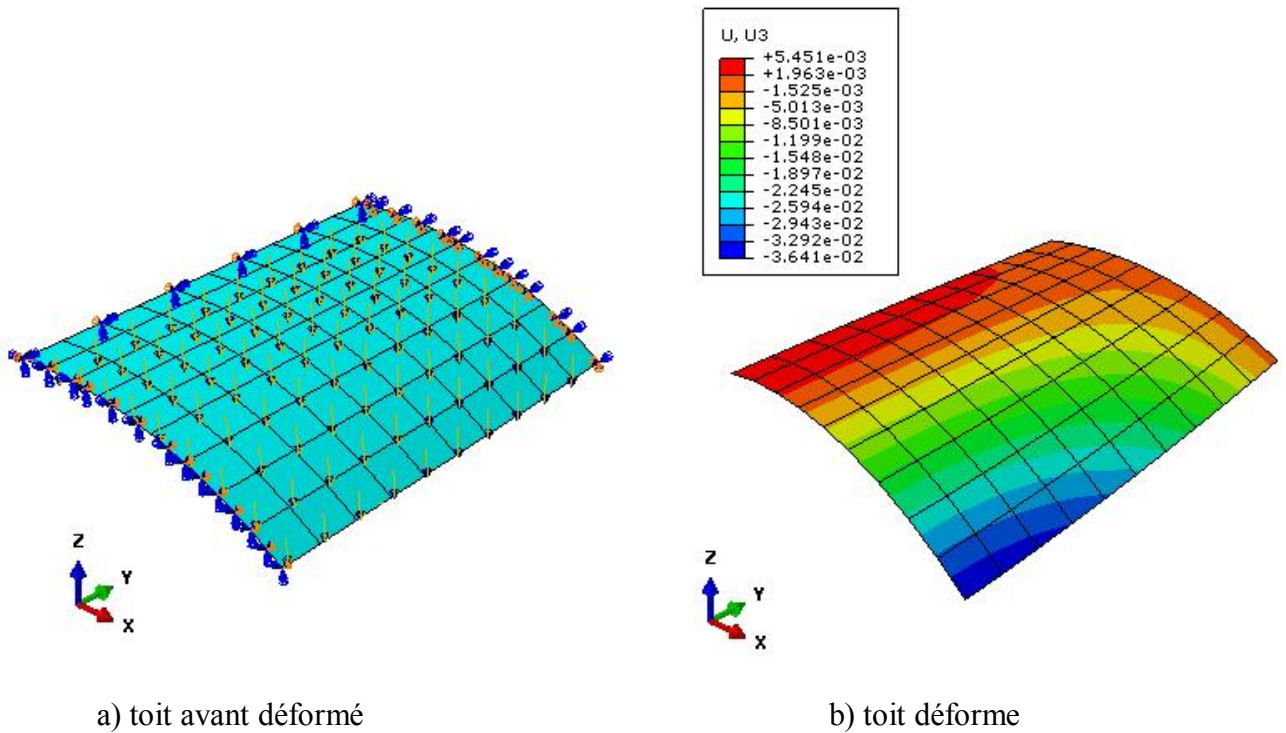 U, U3
+5.451e-03
+1.963e-03
-1.525e-03
-5.013e-03
-8.501e-03
-1.199e-02
-1.548e-02
-1.897e-02
-2.245e-02
-2.594e-02
-2.943e-02
-3.292e-02
-3.641e-02
Z
Y
X
Z
Y
X
a) toit avant déformé
b) toit déforme